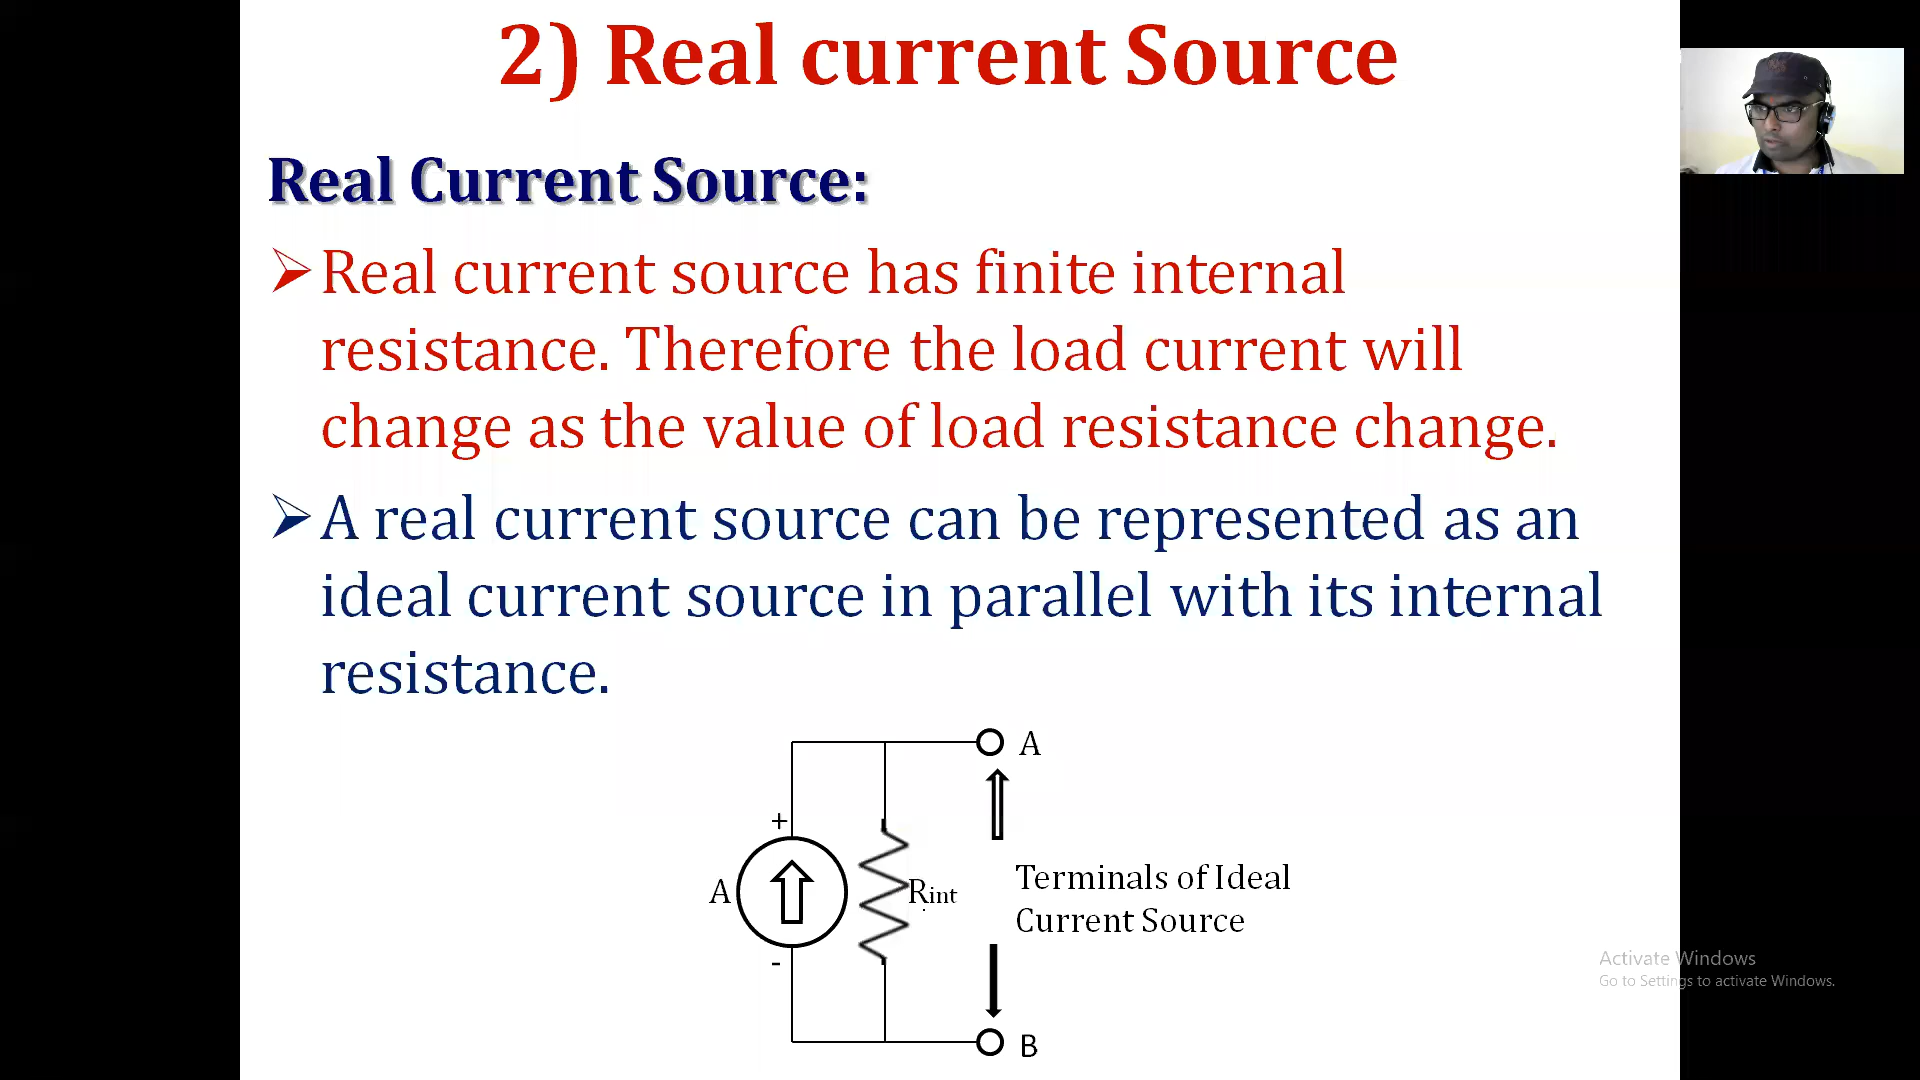 2) Real current Source
Real Current Source:
Real current source has finite internal
resistance. Therefore the load current will
change as the value of load resistance change.
A real current source can be represented as an
ideal current source in parallel with its internal
resistance.
A
+
A
Rint
Terminals of Ideal
Current Source
-
B
Activate Windows
Go to Settings to activate Windows.